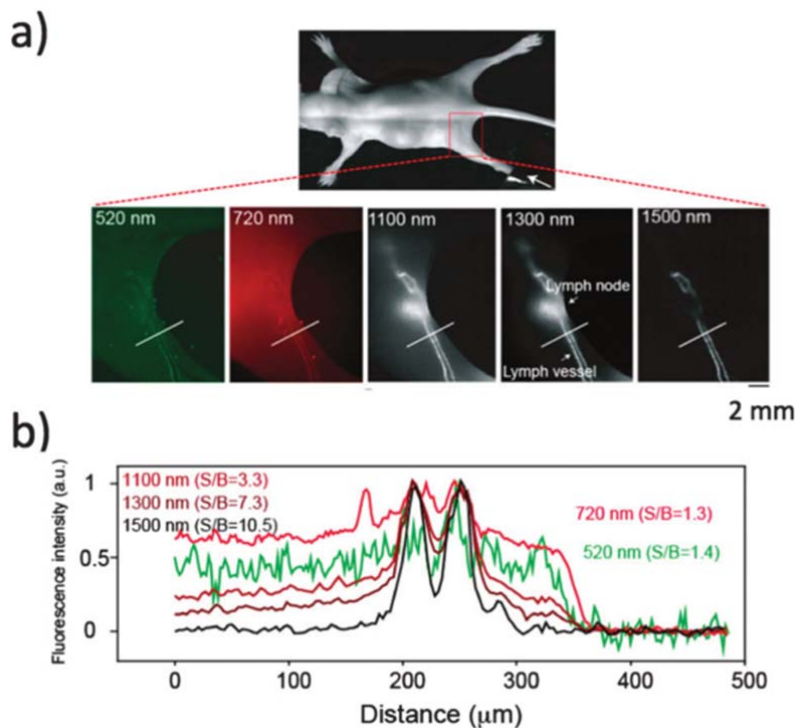 a)
520 nm
720 nm
1100 nm
1300 nm
1500 nm
Lymph node
Lymph vessel
2 mm
b)
Fluorescence intensity (a.u.)
1
0.5
0
1100 nm (S/B=3.3)
1300 nm (S/B=7.3)
1500 nm (S/B=10.5)
720 nm (S/B=1.3)
520 nm (S/B=1.4)
0 100 200 300 400 500
Distance (μm)